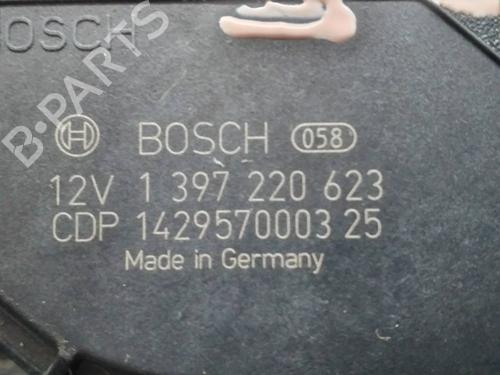 BOSCH
BOSCH 058
12V 1 397 220 623
CDP 1429570003 25
Made in Germany
B-PARTS